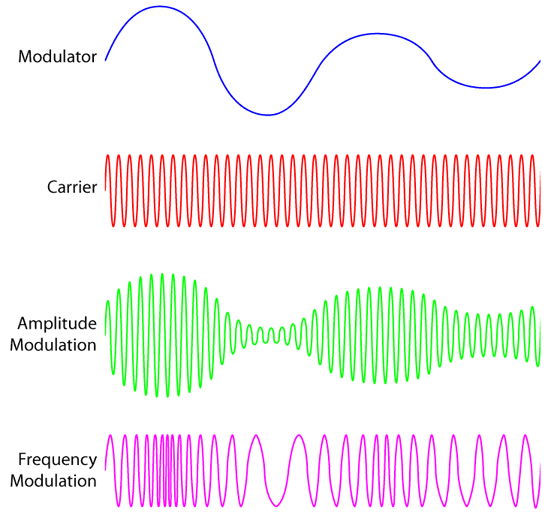 Modulator
Carrier
Amplitude
Modulation
Frequency
Modulation